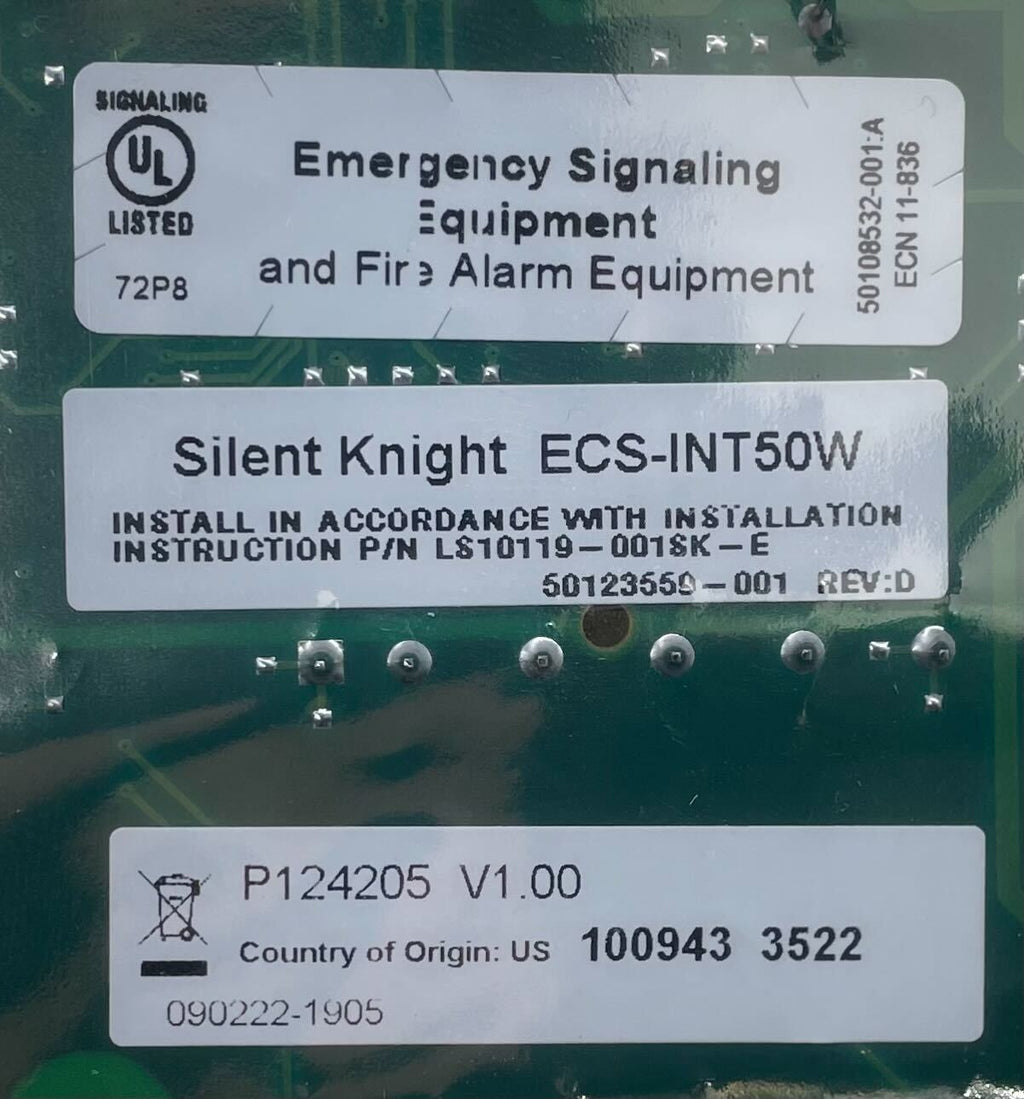 SIGNALING
UL
LISTED
72P8
Emergency Signaling
Equipment
and Fire Alarm Equipment
50108532-001:A
ECN 11-836
Silent Knight ECS-INT50W
INSTALL IN ACCORDANCE WITH INSTALLATION
INSTRUCTION P/N LS10119-001SK-E
50123559-001 REV:D
P124205 V1.00
Country of Origin: US 100943 3522
090222-1905